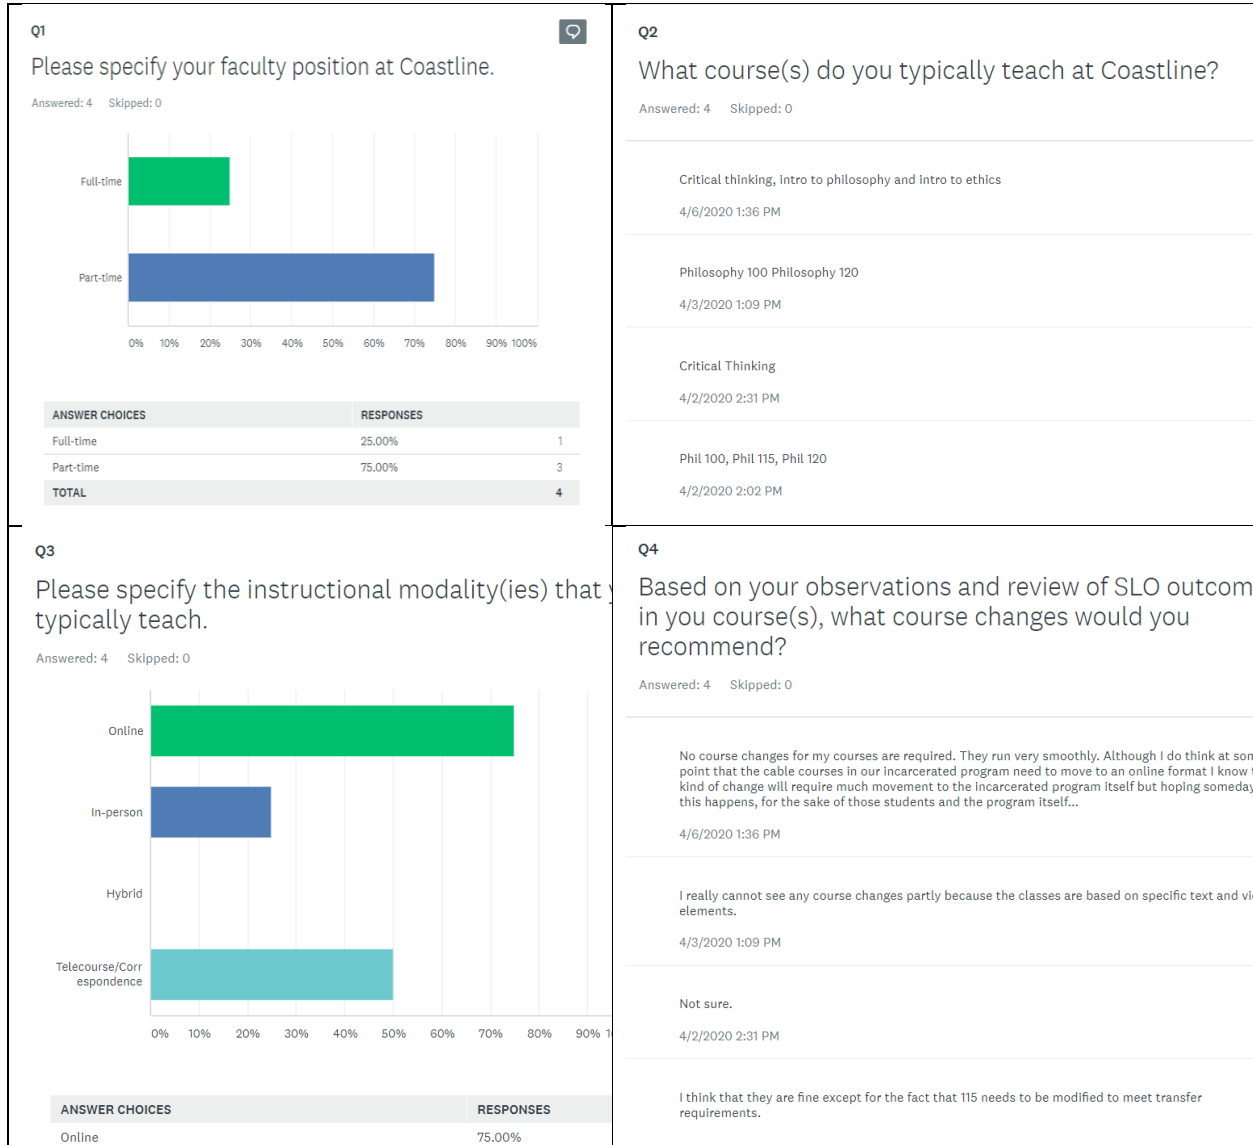 Q1
Please specify your faculty position at Coastline.
Answered: 4 Skipped: 0
Full-time
Part-time
0% 10% 20% 30% 40% 50% 60% 70% 80% 90% 100%
ANSWER CHOICES RESPONSES
Full-time 25.00% 1
Part-time 75.00% 3
TOTAL 4
Q2
What course(s) do you typically teach at Coastline?
Answered: 4 Skipped: 0
Critical thinking, intro to philosophy and intro to ethics
4/6/2020 1:36 PM
Philosophy 100 Philosophy 120
4/3/2020 1:09 PM
Critical Thinking
4/2/2020 2:31 PM
Phil 100, Phil 115, Phil 120
4/2/2020 2:02 PM
Q3
Please specify the instructional modality(ies) that
typically teach.
Answered: 4 Skipped: 0
Online
In-person
Hybrid
Telecourse/Corr
espondence
0% 10% 20% 30% 40% 50% 60% 70% 80% 90%
ANSWER CHOICES RESPONSES
Online 75.00%
Q4
Based on your observations and review of SLO outcom
in you course(s), what course changes would you
recommend?
Answered: 4 Skipped: 0
No course changes for my courses are required. They run very smoothly. Although I do think at som
point that the cable courses in our incarcerated program need to move to an online format I know
kind of change will require much movement to the incarcerated program itself but hoping someday
this happens, for the sake of those students and the program itself...
4/6/2020 1:36 PM
I really cannot see any course changes partly because the classes are based on specific text and vi
elements.
4/3/2020 1:09 PM
Not sure.
4/2/2020 2:31 PM
I think that they are fine except for the fact that 115 needs to be modified to meet transfer
requirements.